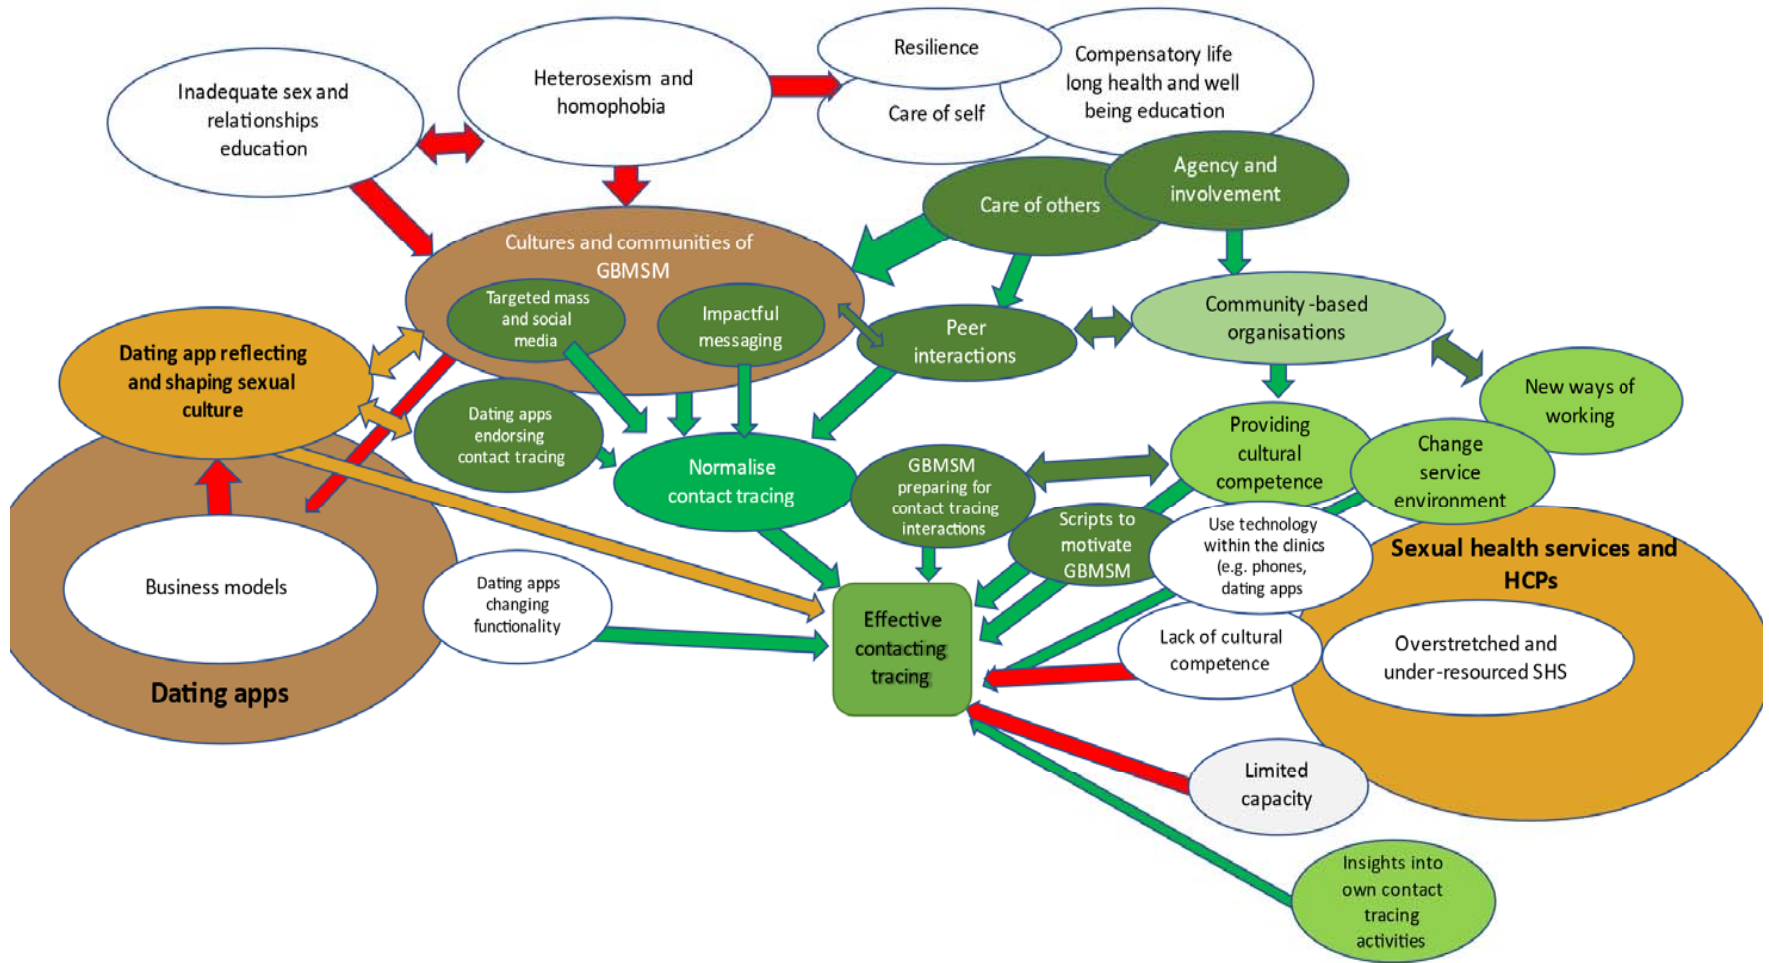 Resilience
Compensatory life
long health and well
being education
Care of self
Heterosexism and
homophobia
Inadequate sex and
relationships
education
Agency and
involvement
Care of others
Cultures and communities of
GBMSM
Targeted mass
and social
media
Impactful
messaging
Peer
interactions
Community -based
organisations
Dating app reflecting
and shaping sexual
culture
New ways of
working
Dating apps
endorsing
contact tracing
Normalise
contact tracing
GBMSM
preparing for
contact tracing
interactions
Providing
cultural
competence
Change
service
environment
Scripts to
motivate
GBMSM
Use technology
within the clinics
(e.g. phones,
dating apps
Sexual health services and
HCPs
Business models
Dating apps
changing
functionality
Effective
contacting
tracing
Lack of cultural
competence
Overstretched and
under-resourced SHS
Dating apps
Limited
capacity
Insights into
own contact
tracing
activities